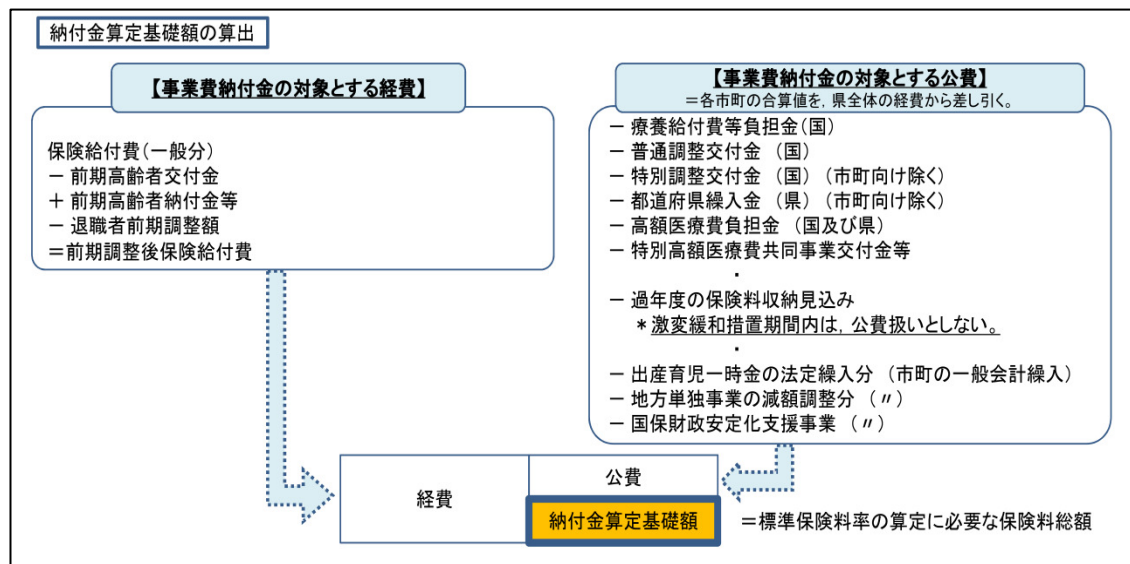 納付金算定基礎額の算出
【事業費納付金の対象とする経費】
保険給付費(一般分)
－ 前期高齢者交付金
＋ 前期高齢者納付金等
－ 退職者前期調整額
＝前期調整後保険給付費
【事業費納付金の対象とする公費】
＝各市町の合算値を，県全体の経費から差し引く。
－ 療養給付費等負担金(国)
－ 普通調整交付金 (国)
－ 特別調整交付金 (国) (市町向け除く)
－ 都道府県繰入金 (県) (市町向け除く)
－ 高額医療費負担金 (国及び県)
－ 特別高額医療費共同事業交付金等
・
－ 過年度の保険料収納見込み
＊激変緩和措置期間内は，公費扱いとしない。
・
－ 出産育児一時金の法定繰入分 (市町の一般会計繰入)
－ 地方単独事業の減額調整分 (〃)
－ 国保財政安定化支援事業 (〃)
経費
公費
納付金算定基礎額
＝標準保険料率の算定に必要な保険料総額